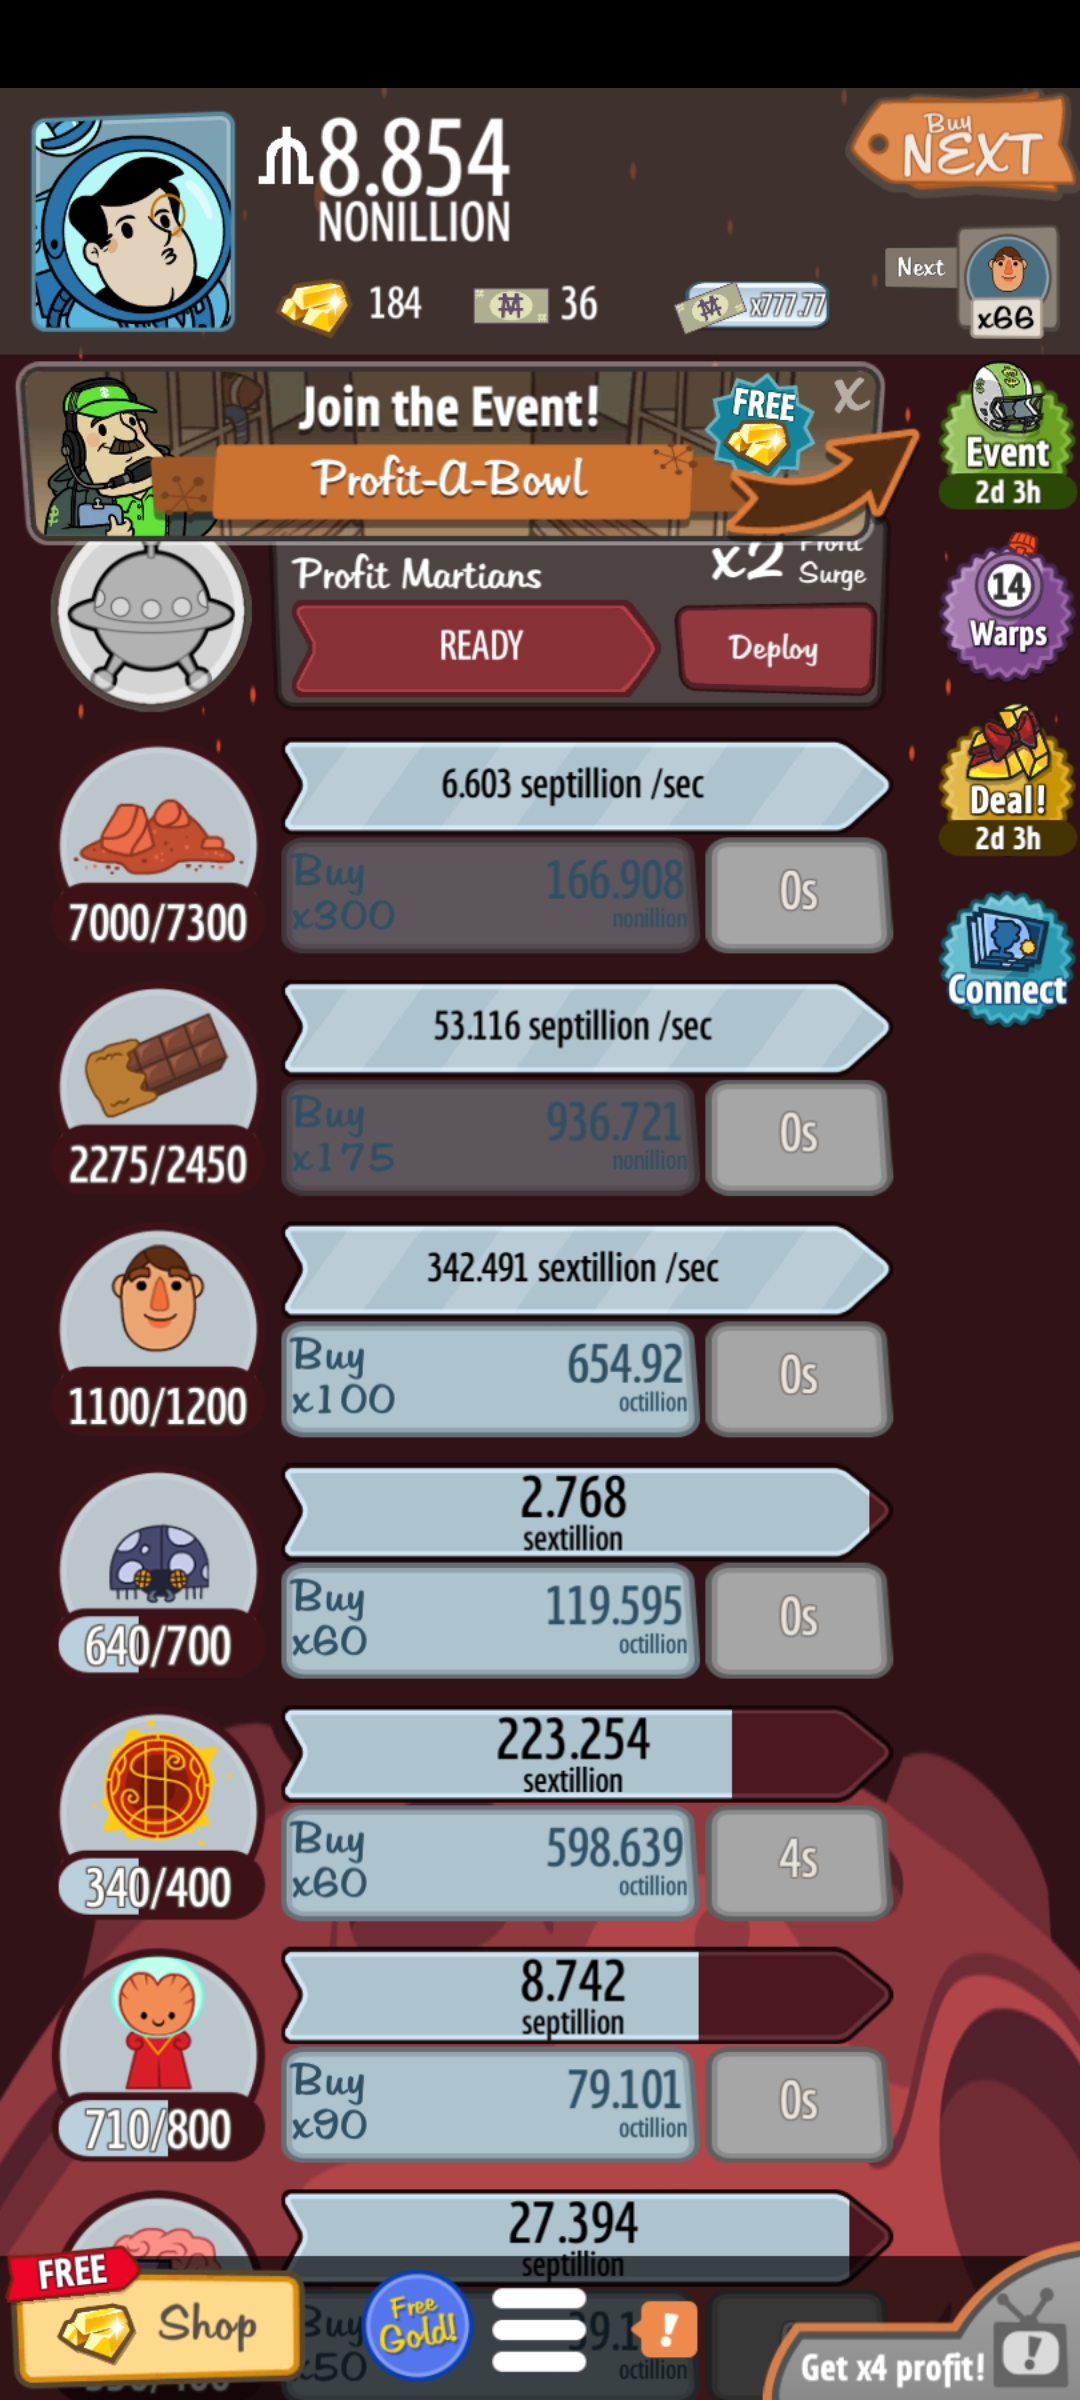 8.854
NONILLION
Buy
NEXT
184
36
x777.77
Next
x66
Join the Event!
Profit-A-Bowl
FREE
X
Event
2d 3h
Profit Martians
x2 Profit
Surge
READY
Deploy
14
Warps
6.603 septillion /sec
Buy
x300
166.908
nonillion
0s
7000/7300
Deal!
2d 3h
Connect
53.116 septillion /sec
Buy
x175
936.721
nonillion
0s
2275/2450
342.491 sextillion /sec
Buy
x100
654.92
octillion
0s
1100/1200
2.768
sextillion
Buy
x60
119.595
octillion
0s
640/700
223.254
sextillion
Buy
x60
598.639
octillion
4s
340/400
8.742
septillion
Buy
x90
79.101
octillion
0s
710/800
27.394
septillion
Buy
x50
octillion
FREE
Shop
Free
Gold!
!
Get x4 profit!
!